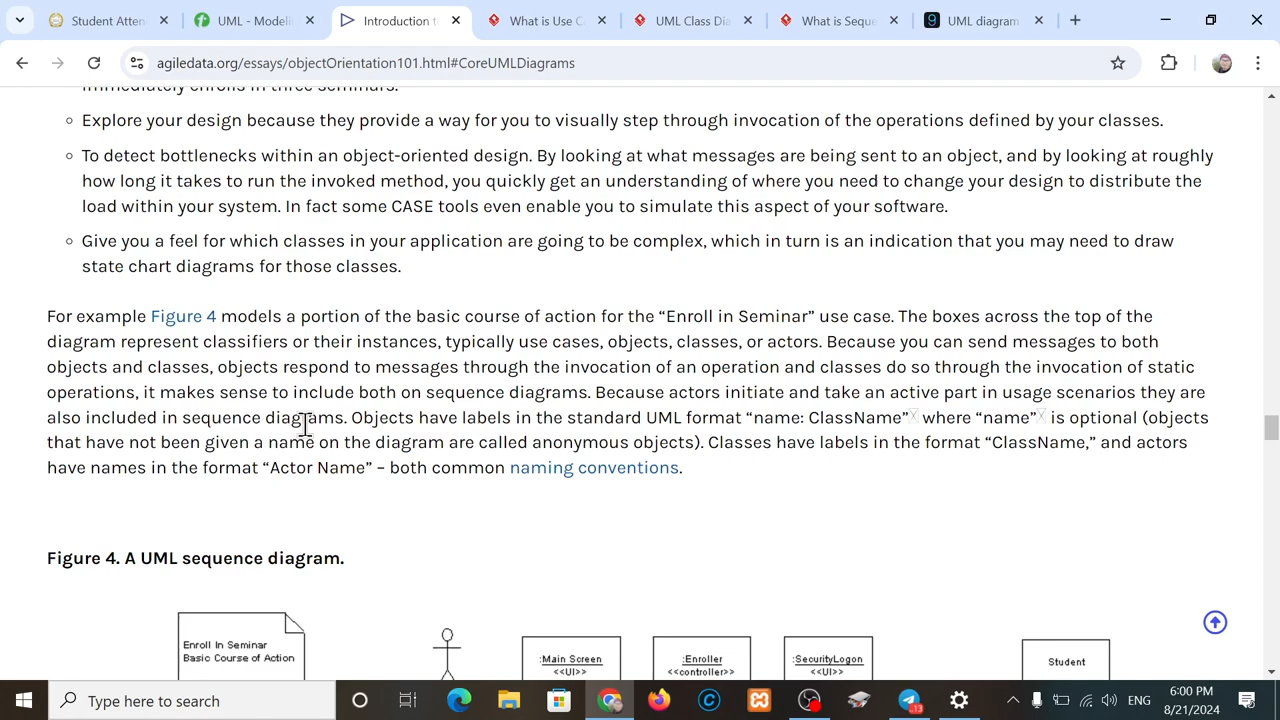 Student Atten
UML - Modeli
Introduction t
What is Use C
UML Class Dia
What is Seque
UML diagram
agiledata.org/essays/objectOrientation101.html#CoreUMLDiagrams
immediately enrolls in three seminars.
Explore your design because they provide a way for you to visually step through invocation of the operations defined by your classes.
To detect bottlenecks within an object-oriented design. By looking at what messages are being sent to an object, and by looking at roughly
how long it takes to run the invoked method, you quickly get an understanding of where you need to change your design to distribute the
load within your system. In fact some CASE tools even enable you to simulate this aspect of your software.
Give you a feel for which classes in your application are going to be complex, which in turn is an indication that you may need to draw
state chart diagrams for those classes.
For example Figure 4 models a portion of the basic course of action for the “Enroll in Seminar” use case. The boxes across the top of the
diagram represent classifiers or their instances, typically use cases, objects, classes, or actors. Because you can send messages to both
objects and classes, objects respond to messages through the invocation of an operation and classes do so through the invocation of static
operations, it makes sense to include both on sequence diagrams. Because actors initiate and take an active part in usage scenarios they are
also included in sequence diagrams. Objects have labels in the standard UML format “name: ClassName” where “name” is optional (objects
that have not been given a name on the diagram are called anonymous objects). Classes have labels in the format “ClassName,” and actors
have names in the format “Actor Name” – both common naming conventions.
Figure 4. A UML sequence diagram.
Enroll In Seminar
Basic Course of Action
:Main Screen
<<UI>>
:Enroller
<<controller>>
:SecurityLogon
<<UI>>
Student
Type here to search
13
ENG
6:00 PM
8/21/2024